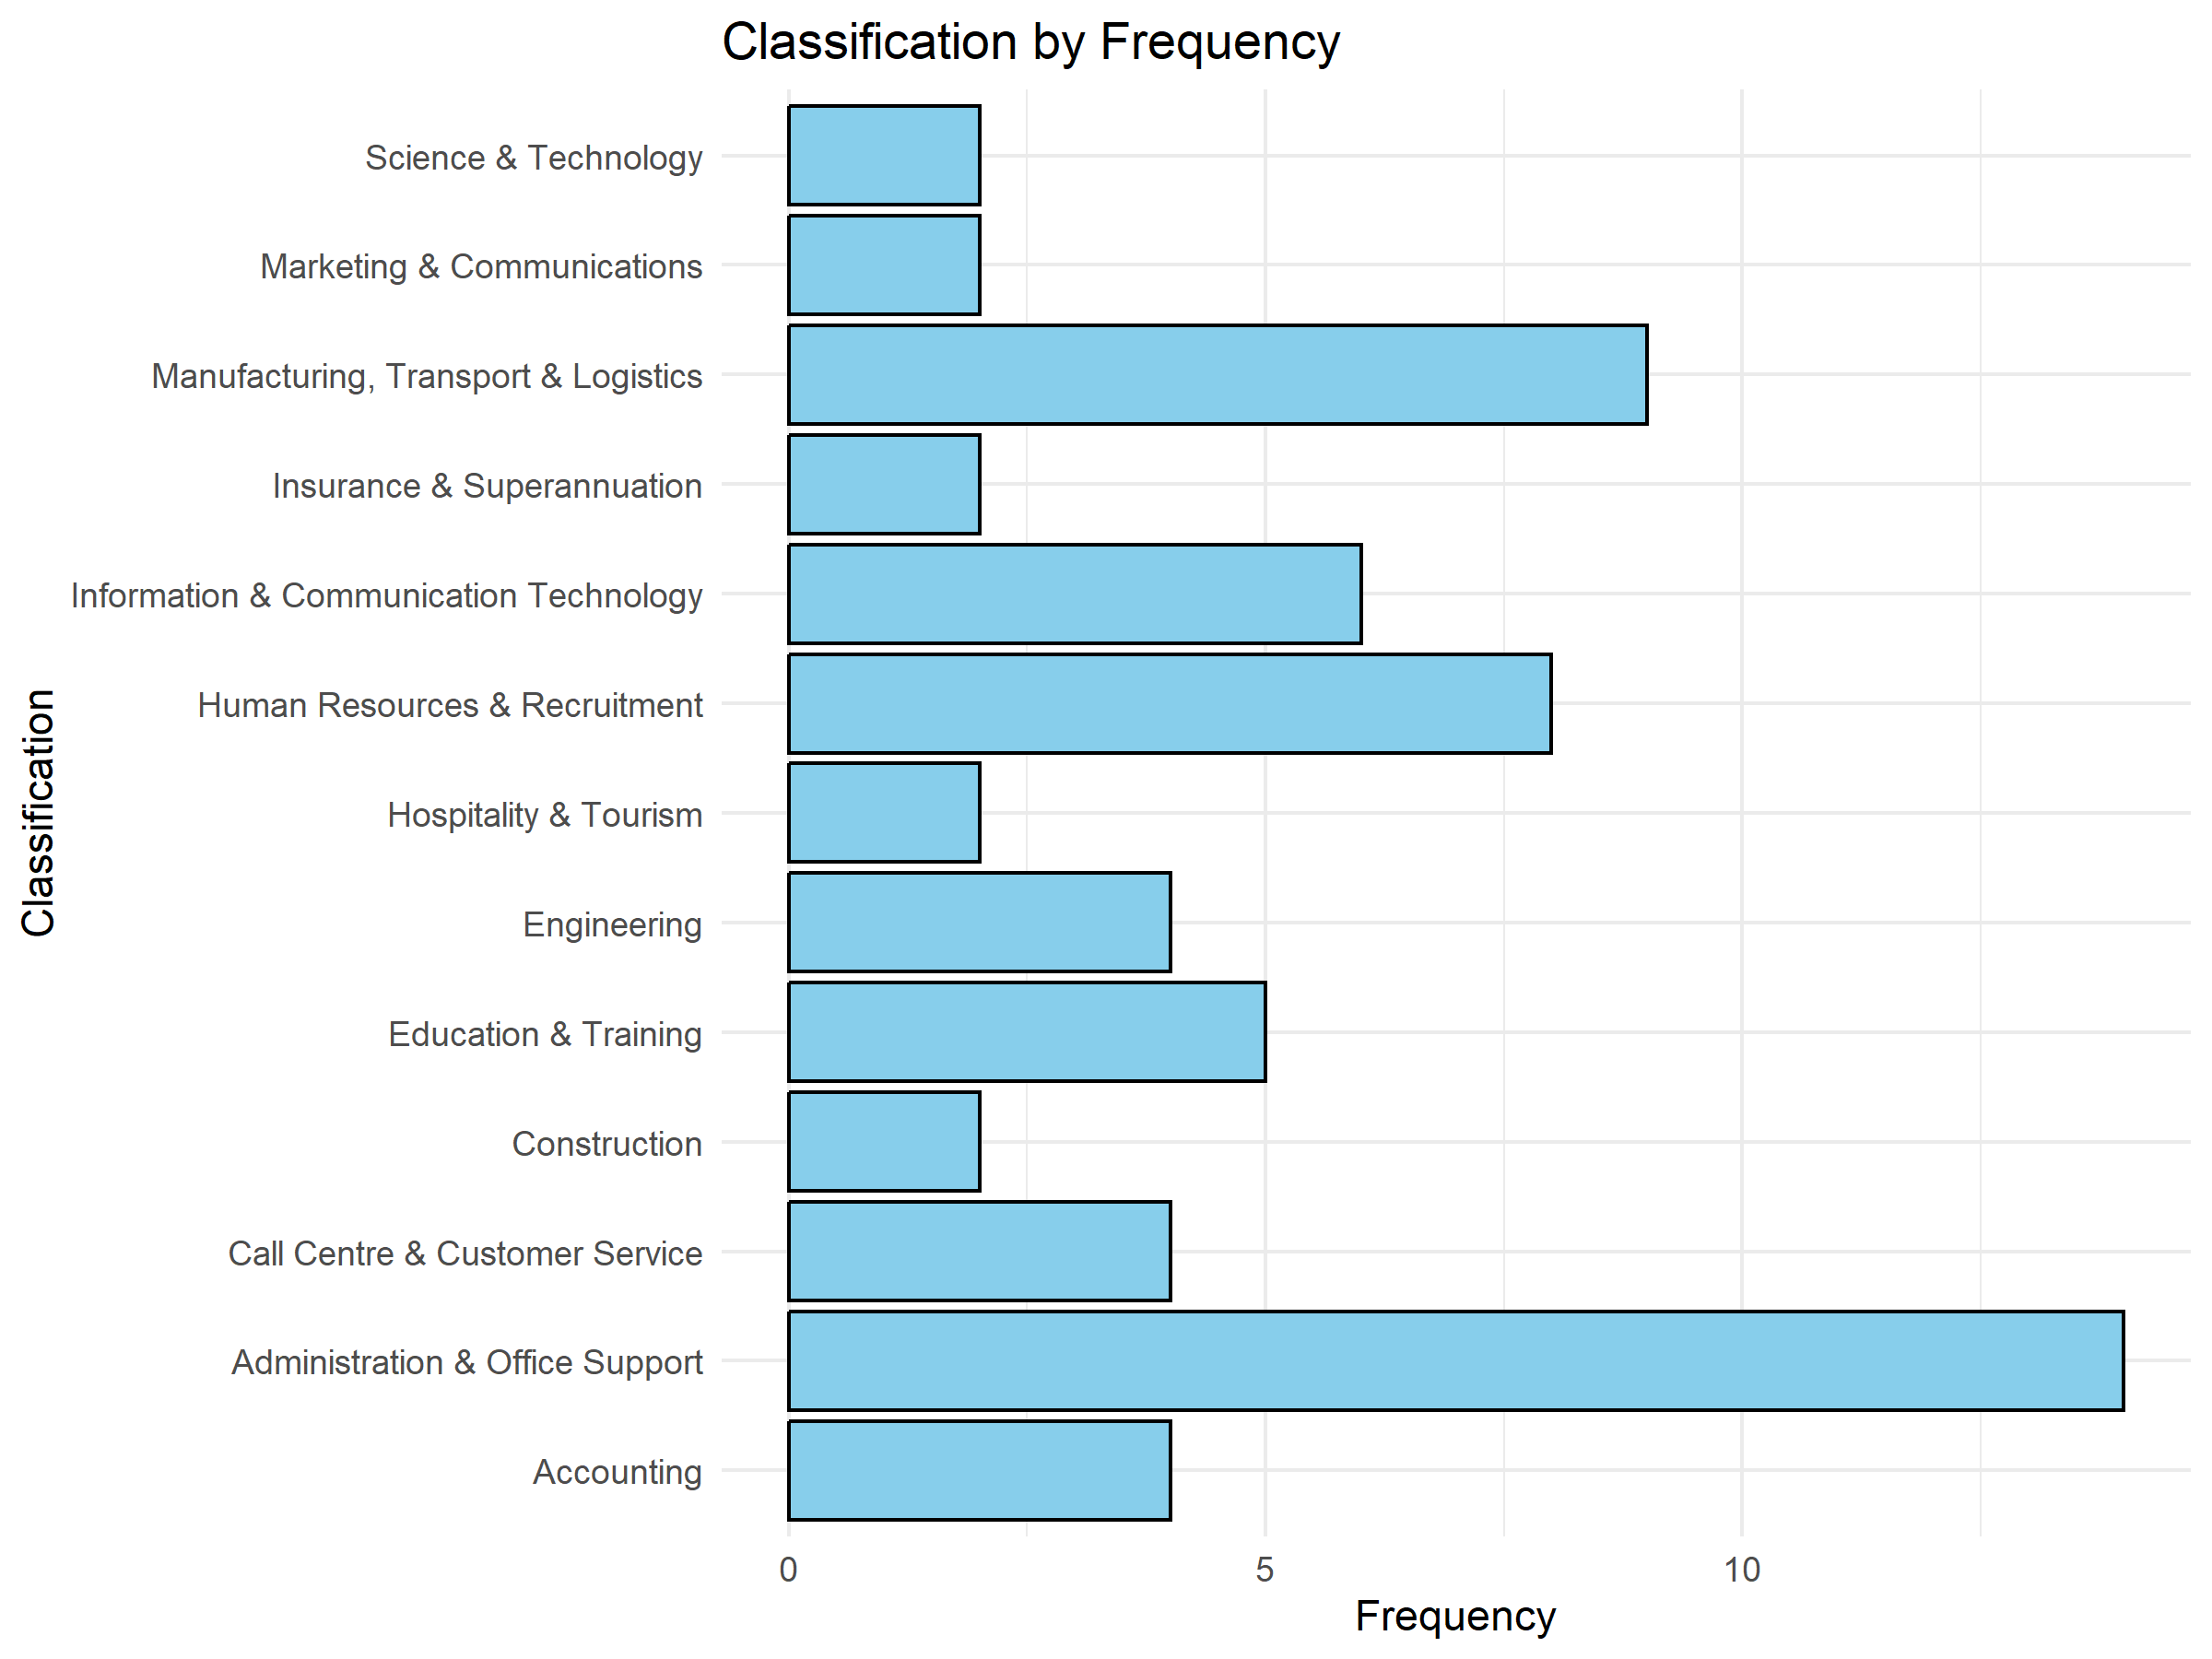 Classification by Frequency
Science & Technology
Marketing & Communications
Manufacturing, Transport & Logistics
Insurance & Superannuation
Information & Communication Technology
Human Resources & Recruitment
Hospitality & Tourism
Engineering
Education & Training
Construction
Call Centre & Customer Service
Administration & Office Support
Accounting
Classification
0 5 10
Frequency